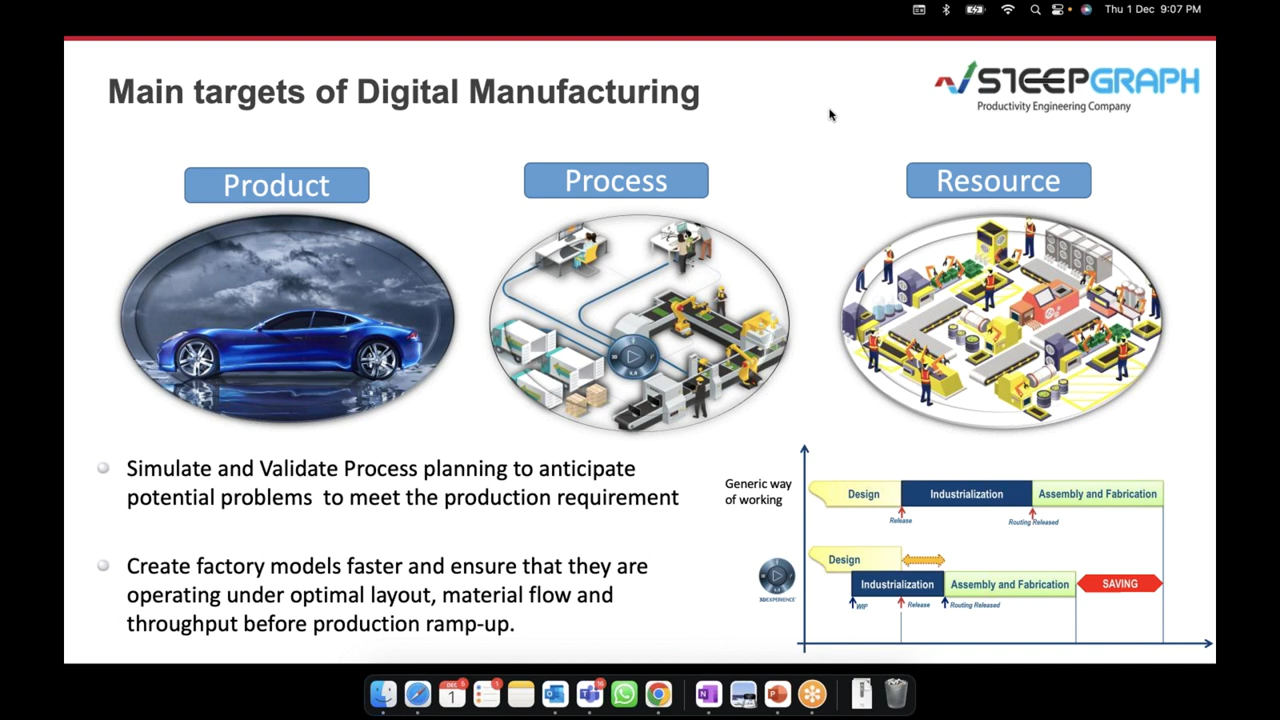 Thu 1 Dec 9:07 PM
Main targets of Digital Manufacturing
STEEPGRAPH
Productivity Engineering Company
Product
Process
Resource
Simulate and Validate Process planning to anticipate
potential problems to meet the production requirement
Create factory models faster and ensure that they are
operating under optimal layout, material flow and
throughput before production ramp-up.
Generic way
of working
Design
Industrialization
Assembly and Fabrication
Release
Routing Released
Design
Industrialization
Assembly and Fabrication
SAVING
3DEXPERIENCE
WIP
Release
Routing Released